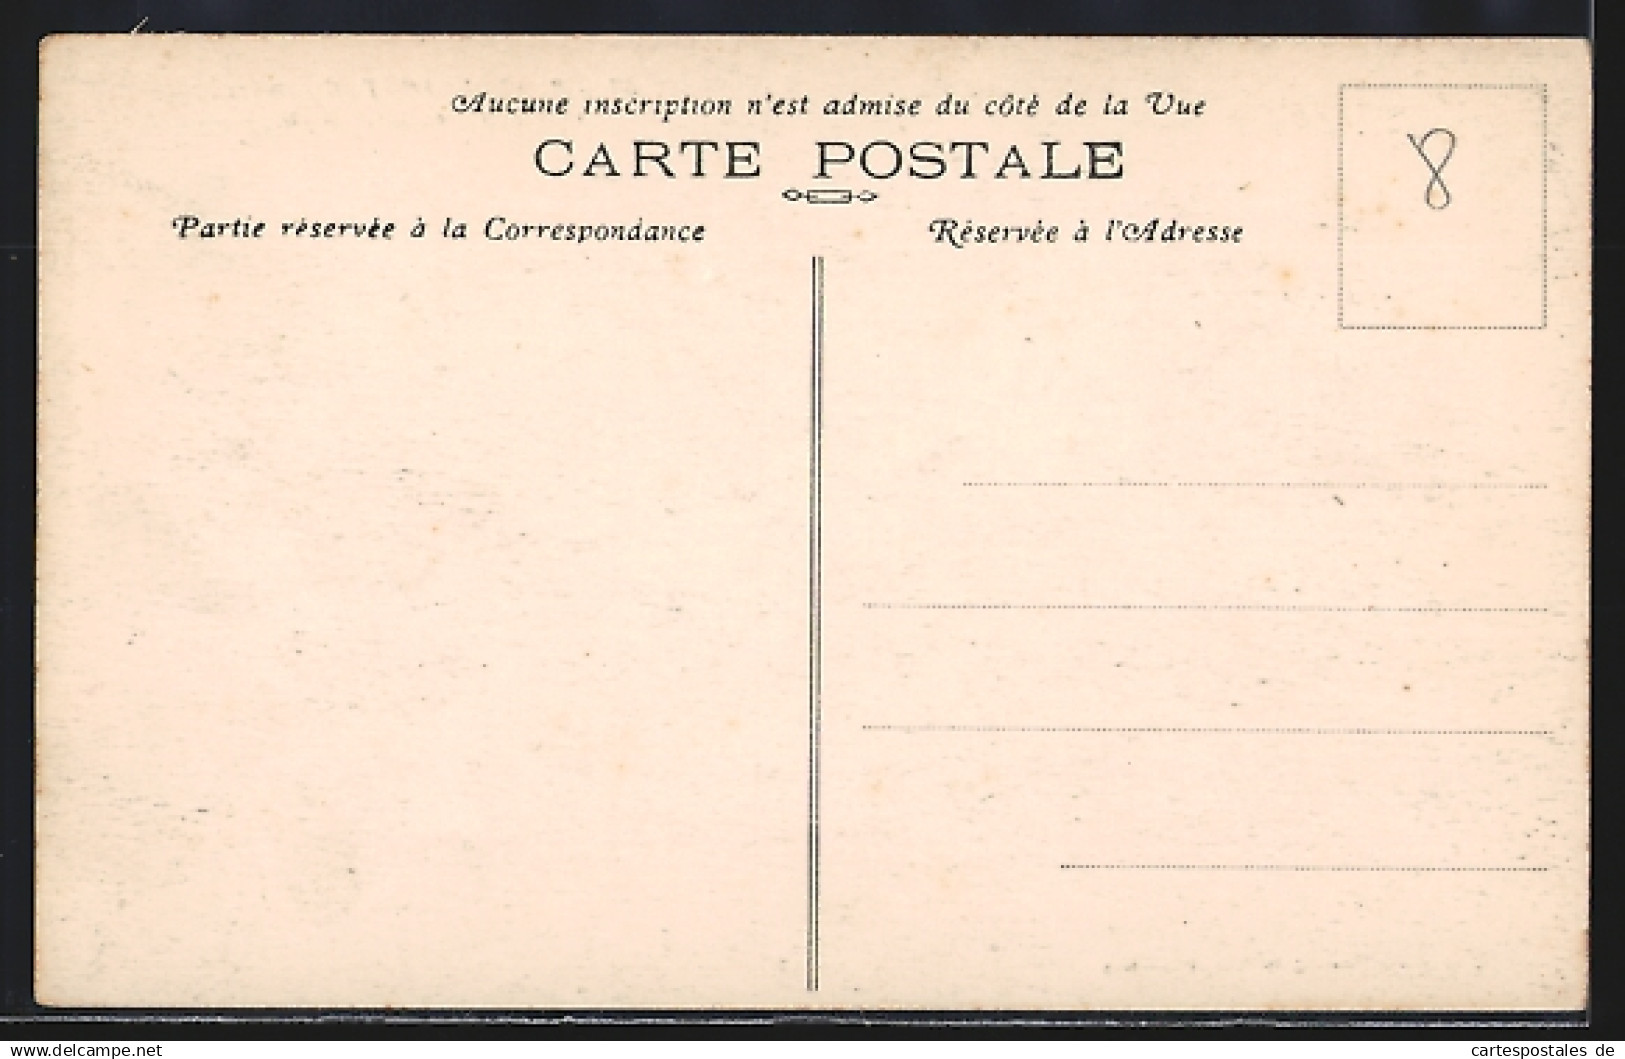 Aucune inscription n'est admise du côté de la Vue
CARTE POSTALE
Partie réservée à la Correspondance
Réservée à l'Adresse
8
www.delcampe.net
cartespostales de